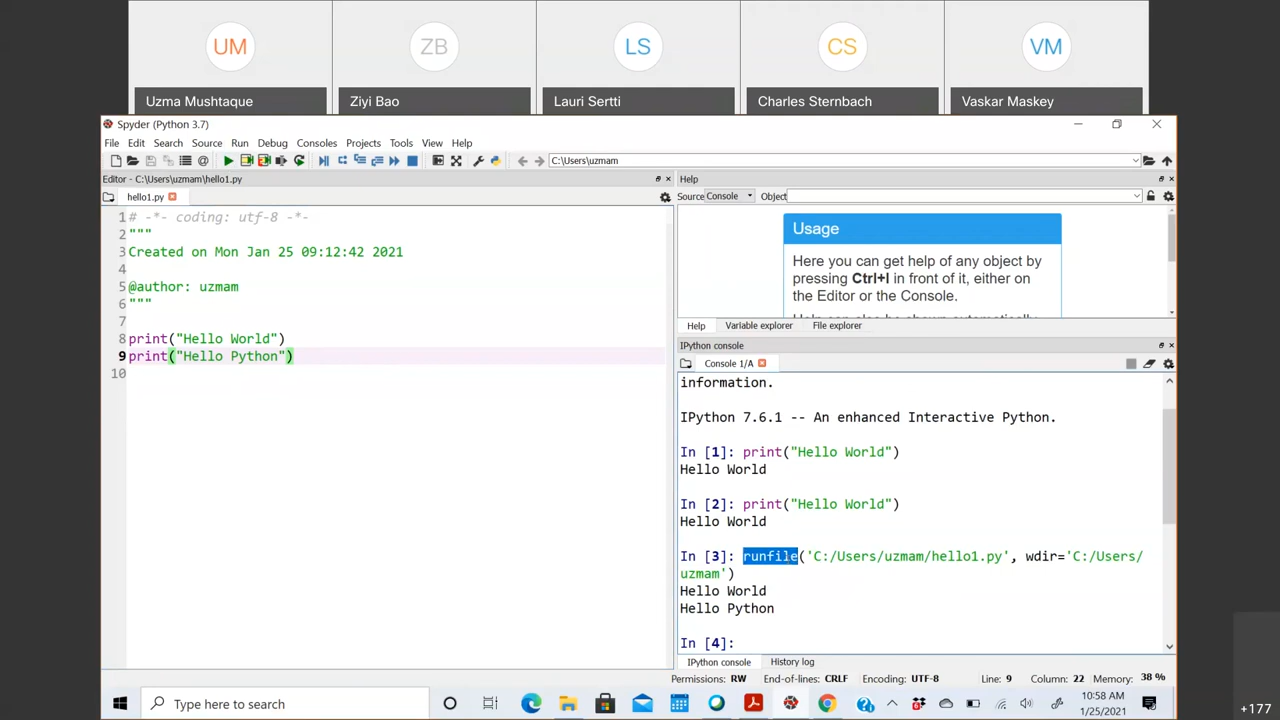 UM
ZB
LS
CS
VM
Uzma Mushtaque
Ziyi Bao
Lauri Sertti
Charles Sternbach
Vaskar Maskey
Spyder (Python 3.7)
File Edit Search Source Run Debug Consoles Projects Tools View Help
C:\Users\uzmam
Editor - C:\Users\uzmam\hello1.py
hello1.py
1 # -*- coding: utf-8 -*-
2 """
3 Created on Mon Jan 25 09:12:42 2021
4
5 @author: uzmam
6 """
7
8 print("Hello World")
9 print("Hello Python")
10
Help
Source Console Object
Usage
Here you can get help of any object by
pressing Ctrl+I in front of it, either on
the Editor or the Console.
Help Variable explorer File explorer
IPython console
Console 1/A
information.
IPython 7.6.1 -- An enhanced Interactive Python.
In [1]: print("Hello World")
Hello World
In [2]: print("Hello World")
Hello World
In [3]: runfile('C:/Users/uzmam/hello1.py', wdir='C:/Users/
uzmam')
Hello World
Hello Python
In [4]:
IPython console History log
Permissions: RW End-of-lines: CRLF Encoding: UTF-8 Line: 9 Column: 22 Memory: 38 %
Type here to search
10:58 AM
1/25/2021
+177